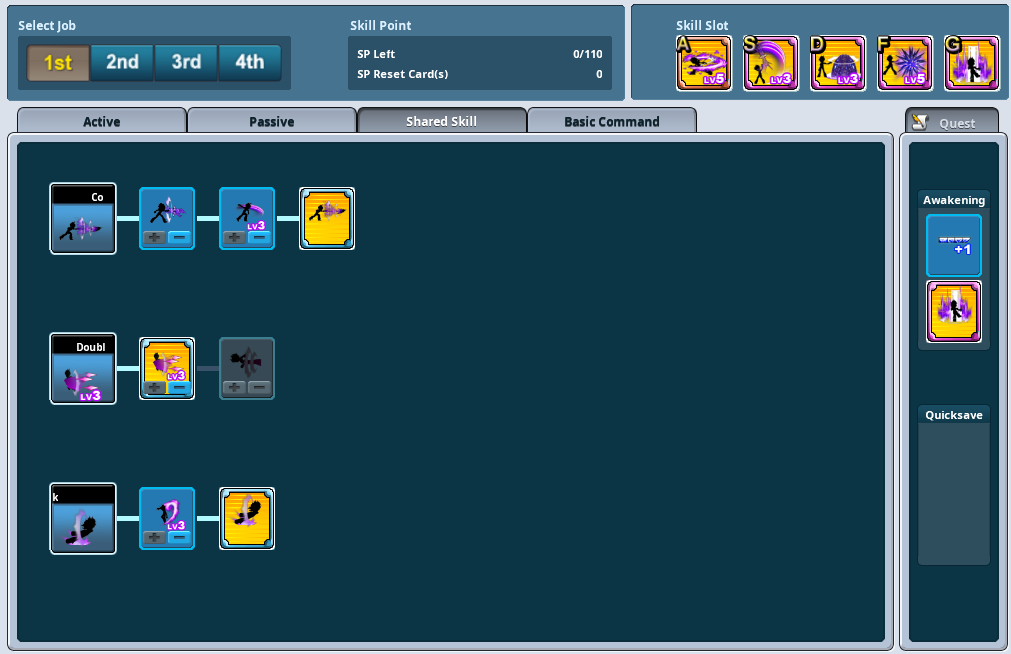 Select Job
1st 2nd 3rd 4th
Skill Point
SP Left 0/110
SP Reset Card(s) 0
Skill Slot
A S D F G
LV5 LV3 LV3 LV5
Active Passive Shared Skill Basic Command
Quest
Co
LV3
Doubl
LV3 LV3
k
LV3
Awakening
+1
Quicksave